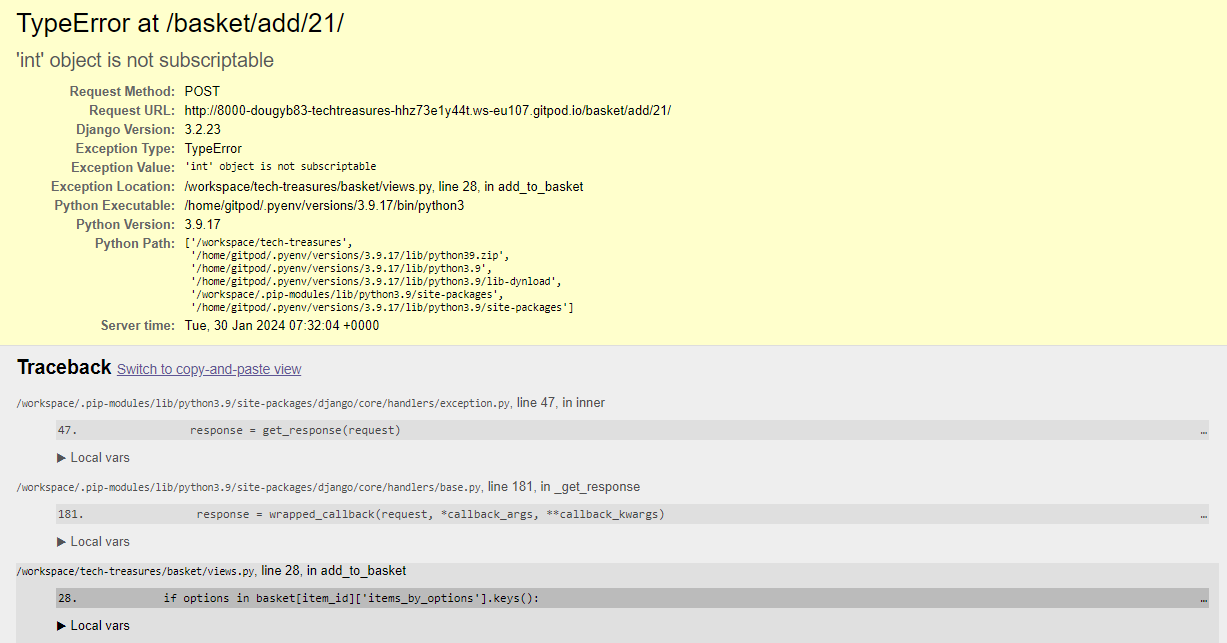 TypeError at /basket/add/21/
'int' object is not subscriptable
Request Method: POST
Request URL: http://8000-dougyb83-techtreasures-hhz73e1y44t.ws-eu107.gitpod.io/basket/add/21/
Django Version: 3.2.23
Exception Type: TypeError
Exception Value: 'int' object is not subscriptable
Exception Location: /workspace/tech-treasures/basket/views.py, line 28, in add_to_basket
Python Executable: /home/gitpod/.pyenv/versions/3.9.17/bin/python3
Python Version: 3.9.17
Python Path: ['/workspace/tech-treasures',
'/home/gitpod/.pyenv/versions/3.9.17/lib/python39.zip',
'/home/gitpod/.pyenv/versions/3.9.17/lib/python3.9',
'/home/gitpod/.pyenv/versions/3.9.17/lib/python3.9/lib-dynload',
'/workspace/.pip-modules/lib/python3.9/site-packages',
'/home/gitpod/.pyenv/versions/3.9.17/lib/python3.9/site-packages']
Server time: Tue, 30 Jan 2024 07:32:04 +0000
Traceback Switch to copy-and-paste view
/workspace/.pip-modules/lib/python3.9/site-packages/django/core/handlers/exception.py, line 47, in inner
47. response = get_response(request) …
▶ Local vars
/workspace/.pip-modules/lib/python3.9/site-packages/django/core/handlers/base.py, line 181, in _get_response
181. response = wrapped_callback(request, *callback_args, **callback_kwargs) …
▶ Local vars
/workspace/tech-treasures/basket/views.py, line 28, in add_to_basket
28. if options in basket[item_id]['items_by_options'].keys(): …
▶ Local vars